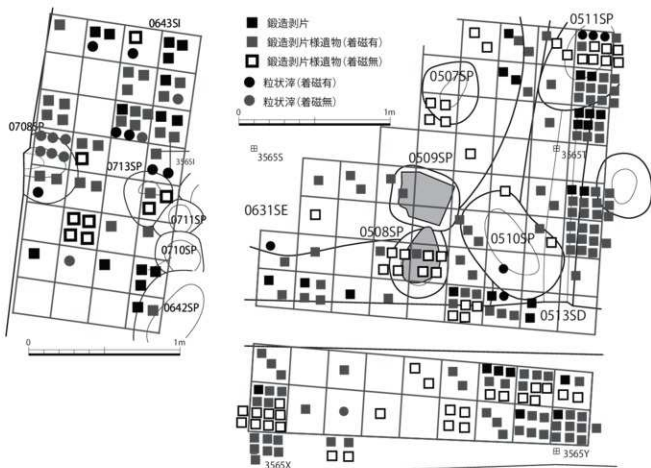 0643SI
鍛造剥片
鍛造剥片様遺物(着磁有)
鍛造剥片様遺物(着磁無)
粒状滓(着磁有)
粒状滓(着磁無)
0 1m
0511SP
0507SP
0708SP
3565I
3565S
0509SP
3565T
0713SP
0631SE
0711SP
0508SP
0710SP
0510SP
0642SP
0513SD
0 1m
3565X
3565Y